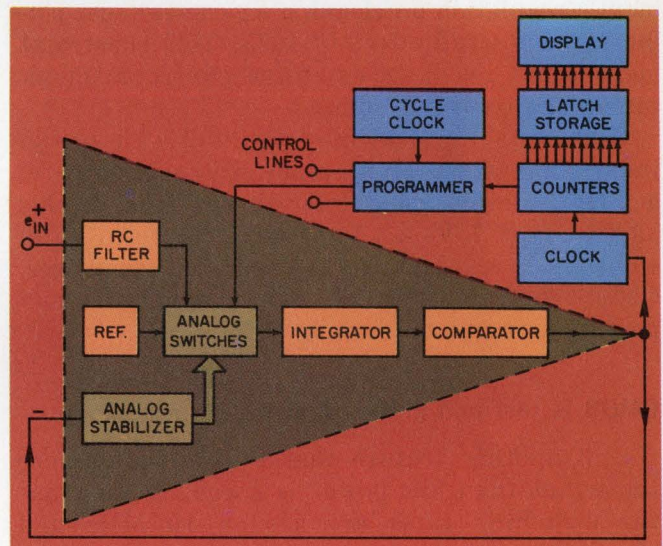 DISPLAY
CYCLE
CLOCK
LATCH
STORAGE
CONTROL
LINES
PROGRAMMER
COUNTERS
+
eIN
RC
FILTER
CLOCK
REF.
ANALOG
SWITCHES
INTEGRATOR
COMPARATOR
–
ANALOG
STABILIZER